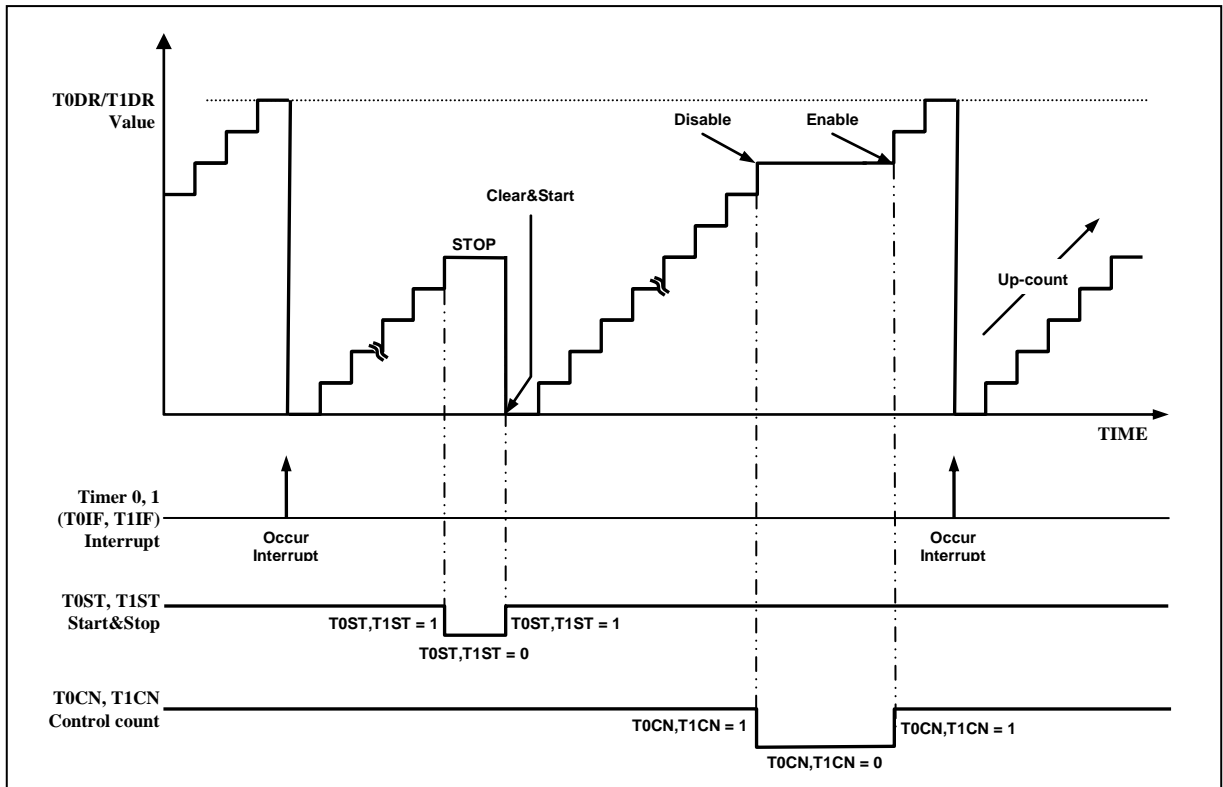 T0DR/T1DR
Value
Disable
Enable
Clear&Start
STOP
Up-count
TIME
Timer 0, 1
(T0IF, T1IF)
Interrupt
Occur
Interrupt
Occur
Interrupt
T0ST, T1ST
Start&Stop
T0ST,T1ST = 1
T0ST,T1ST = 1
T0ST,T1ST = 0
T0CN, T1CN
Control count
T0CN,T1CN = 1
T0CN,T1CN = 1
T0CN,T1CN = 0